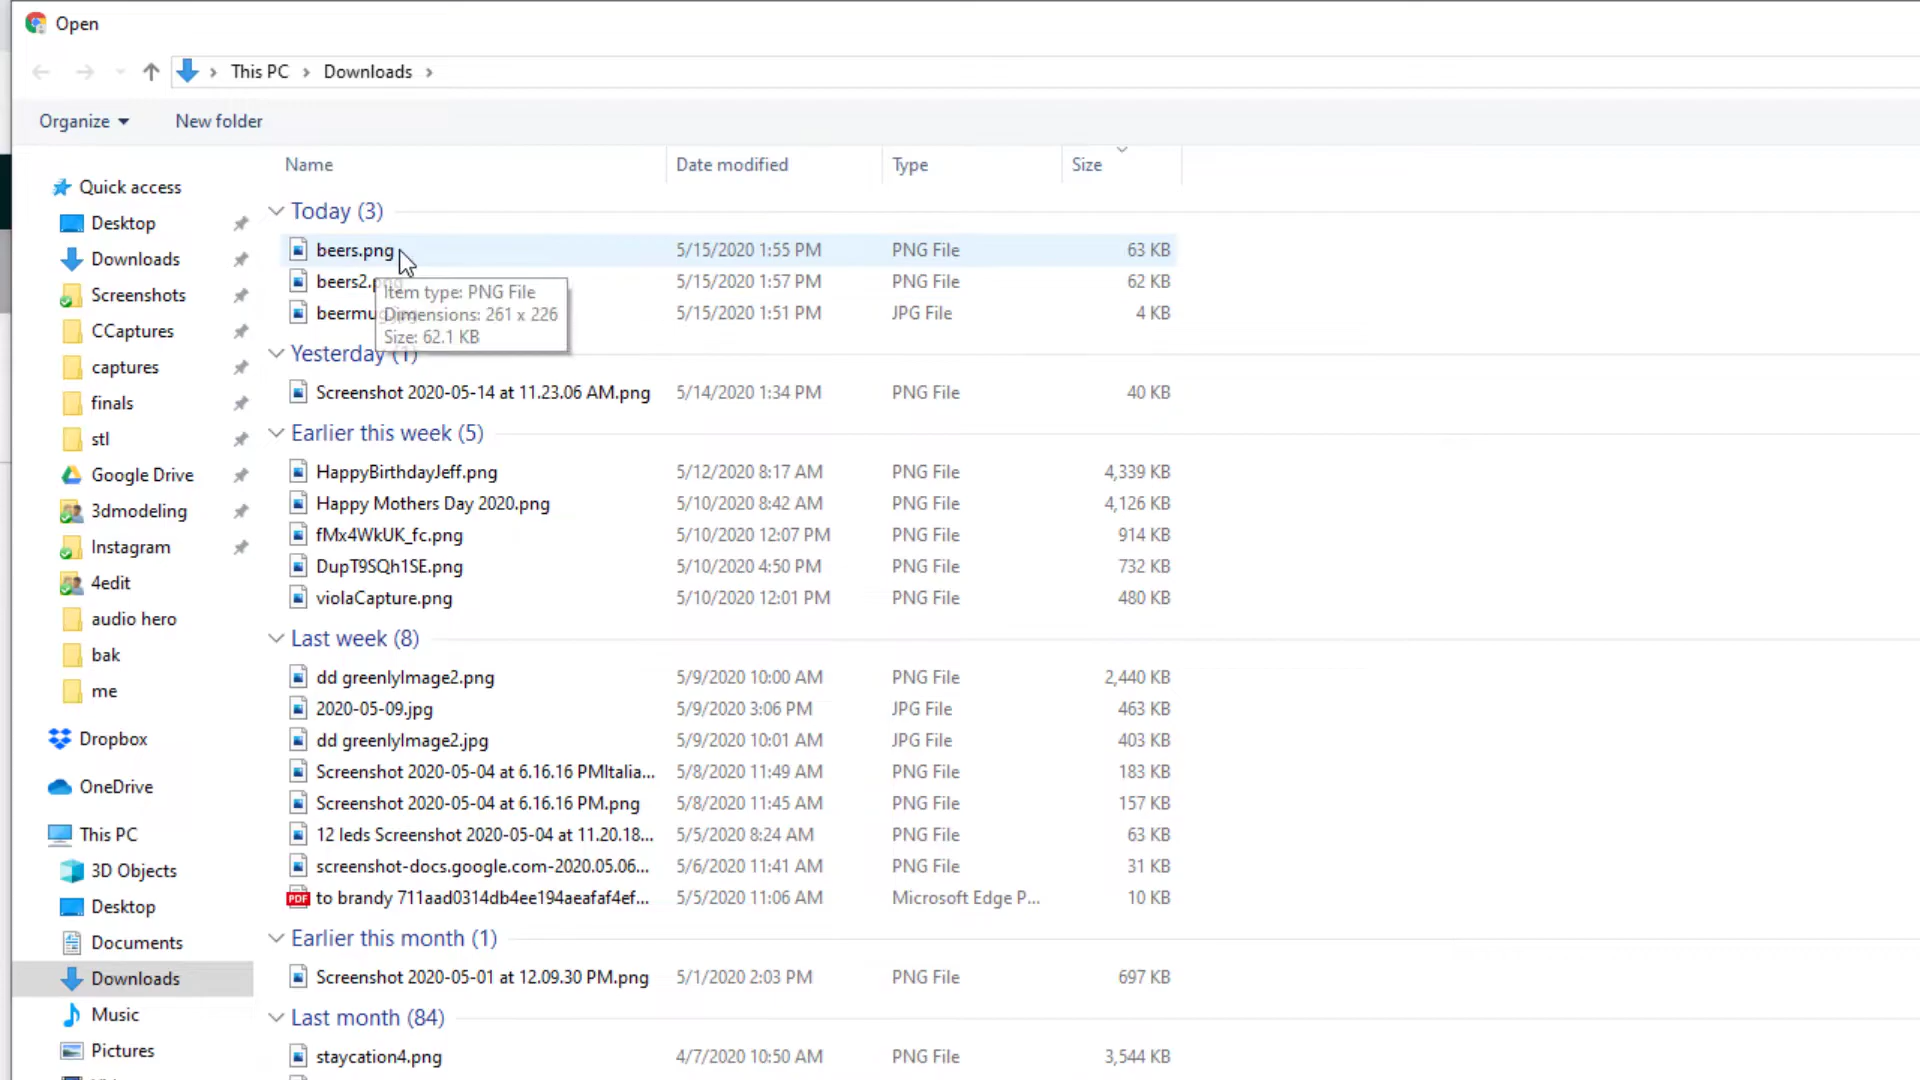 Open
This PC > Downloads >
Organize
New folder
Name
Date modified
Type
Size
Quick access
Desktop
Downloads
Screenshots
CCaptures
captures
finals
stl
Google Drive
3dmodeling
Instagram
4edit
audio hero
bak
me
Dropbox
OneDrive
This PC
3D Objects
Desktop
Documents
Downloads
Music
Pictures
Today (3)
beers.png 5/15/2020 1:55 PM PNG File 63 KB
beers2.png 5/15/2020 1:57 PM PNG File 62 KB
beermug.jpg 5/15/2020 1:51 PM JPG File 4 KB
Item type: PNG File
Dimensions: 261 x 226
Size: 62.1 KB
Yesterday (1)
Screenshot 2020-05-14 at 11.23.06 AM.png 5/14/2020 1:34 PM PNG File 40 KB
Earlier this week (5)
HappyBirthdayJeff.png 5/12/2020 8:17 AM PNG File 4,339 KB
Happy Mothers Day 2020.png 5/10/2020 8:42 AM PNG File 4,126 KB
fMx4WkUK_fc.png 5/10/2020 12:07 PM PNG File 914 KB
DupT9SQh1SE.png 5/10/2020 4:50 PM PNG File 732 KB
violaCapture.png 5/10/2020 12:01 PM PNG File 480 KB
Last week (8)
dd greenlyImage2.png 5/9/2020 10:00 AM PNG File 2,440 KB
2020-05-09.jpg 5/9/2020 3:06 PM JPG File 463 KB
dd greenlyImage2.jpg 5/9/2020 10:01 AM JPG File 403 KB
Screenshot 2020-05-04 at 6.16.16 PMItalia... 5/8/2020 11:49 AM PNG File 183 KB
Screenshot 2020-05-04 at 6.16.16 PM.png 5/8/2020 11:45 AM PNG File 157 KB
12 leds Screenshot 2020-05-04 at 11.20.18... 5/5/2020 8:24 AM PNG File 63 KB
screenshot-docs.google.com-2020.05.06... 5/6/2020 11:41 AM PNG File 31 KB
PDF to brandy 711aad0314db4ee194aeafaf4ef... 5/5/2020 11:06 AM Microsoft Edge P... 10 KB
Earlier this month (1)
Screenshot 2020-05-01 at 12.09.30 PM.png 5/1/2020 2:03 PM PNG File 697 KB
Last month (84)
staycation4.png 4/7/2020 10:50 AM PNG File 3,544 KB